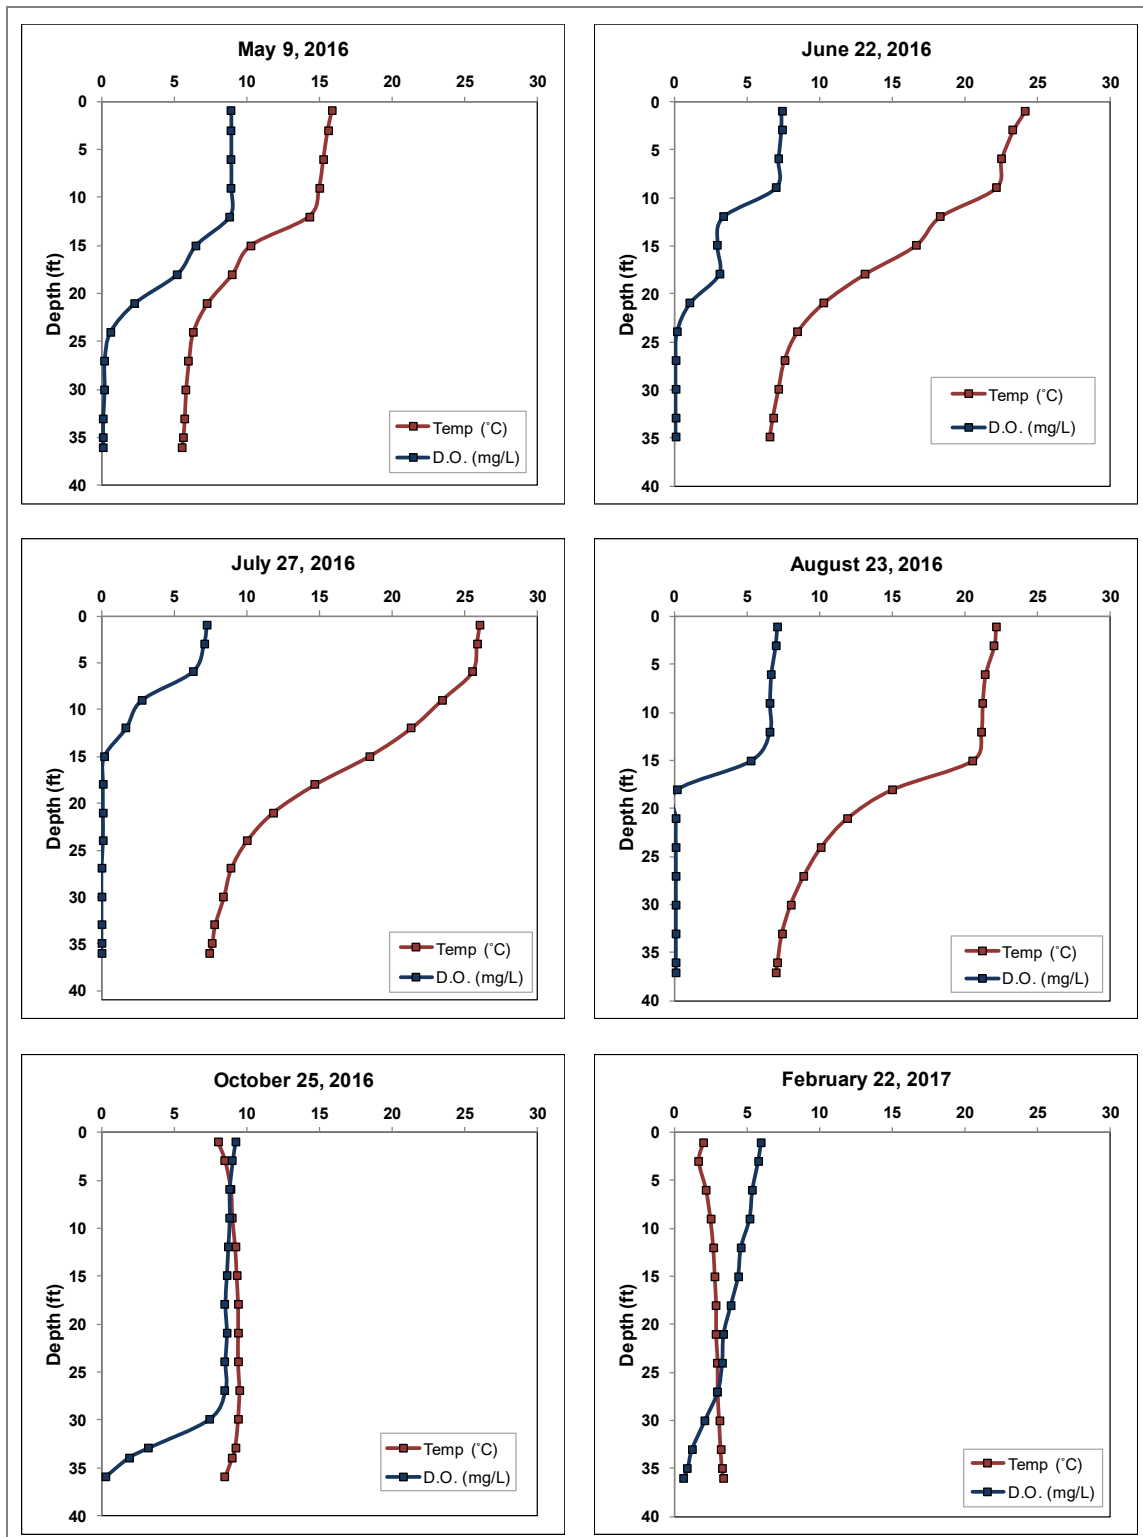 May 9, 2016
0 5 10 15 20 25 30
0
5
10
15
20
25
30
35
40
Depth (ft)
Temp (˚C)
D.O. (mg/L)
June 22, 2016
0 5 10 15 20 25 30
0
5
10
15
20
25
30
35
40
Depth (ft)
Temp (˚C)
D.O. (mg/L)
July 27, 2016
0 5 10 15 20 25 30
0
5
10
15
20
25
30
35
40
Depth (ft)
Temp (˚C)
D.O. (mg/L)
August 23, 2016
0 5 10 15 20 25 30
0
5
10
15
20
25
30
35
40
Depth (ft)
Temp (˚C)
D.O. (mg/L)
October 25, 2016
0 5 10 15 20 25 30
0
5
10
15
20
25
30
35
40
Depth (ft)
Temp (˚C)
D.O. (mg/L)
February 22, 2017
0 5 10 15 20 25 30
0
5
10
15
20
25
30
35
40
Depth (ft)
Temp (˚C)
D.O. (mg/L)